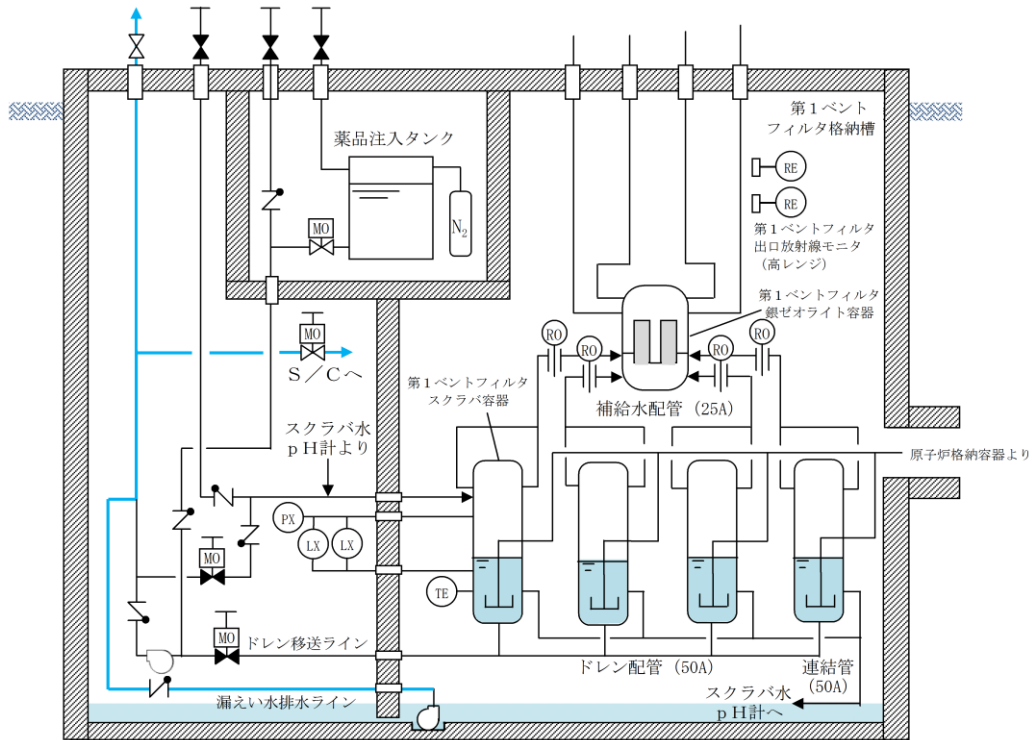 第１ベント
フィルタ格納槽
薬品注入タンク
RE
RE
MO
N₂
第１ベントフィルタ
出口放射線モニタ
（高レンジ）
第１ベントフィルタ
銀ゼオライト容器
MO
RO
RO
RO
RO
Ｓ／Ｃへ
第１ベントフィルタ
スクラバ容器
補給水配管（25A）
スクラバ水
ｐＨ計より
原子炉格納容器より
PX
LX
LX
MO
TE
MO
ドレン移送ライン
ドレン配管（50A）
連結管
（50A）
漏えい水排水ライン
スクラバ水
ｐＨ計へ